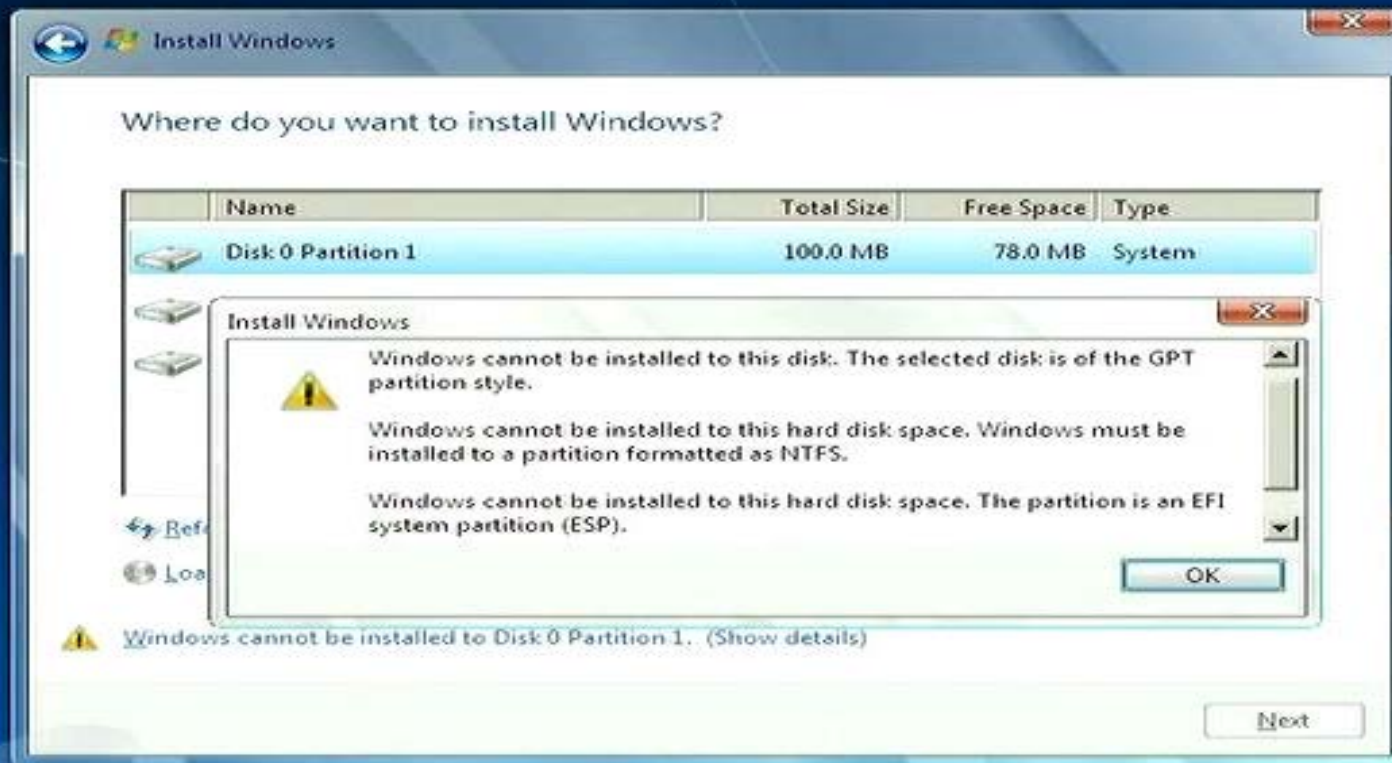 Install Windows
Where do you want to install Windows?
Name Total Size Free Space Type
Disk 0 Partition 1 100.0 MB 78.0 MB System
Install Windows
Windows cannot be installed to this disk. The selected disk is of the GPT
partition style.
Windows cannot be installed to this hard disk space. Windows must be
installed to a partition formatted as NTFS.
Windows cannot be installed to this hard disk space. The partition is an EFI
system partition (ESP).
Refe
Loa
OK
Windows cannot be installed to Disk 0 Partition 1. (Show details)
Next